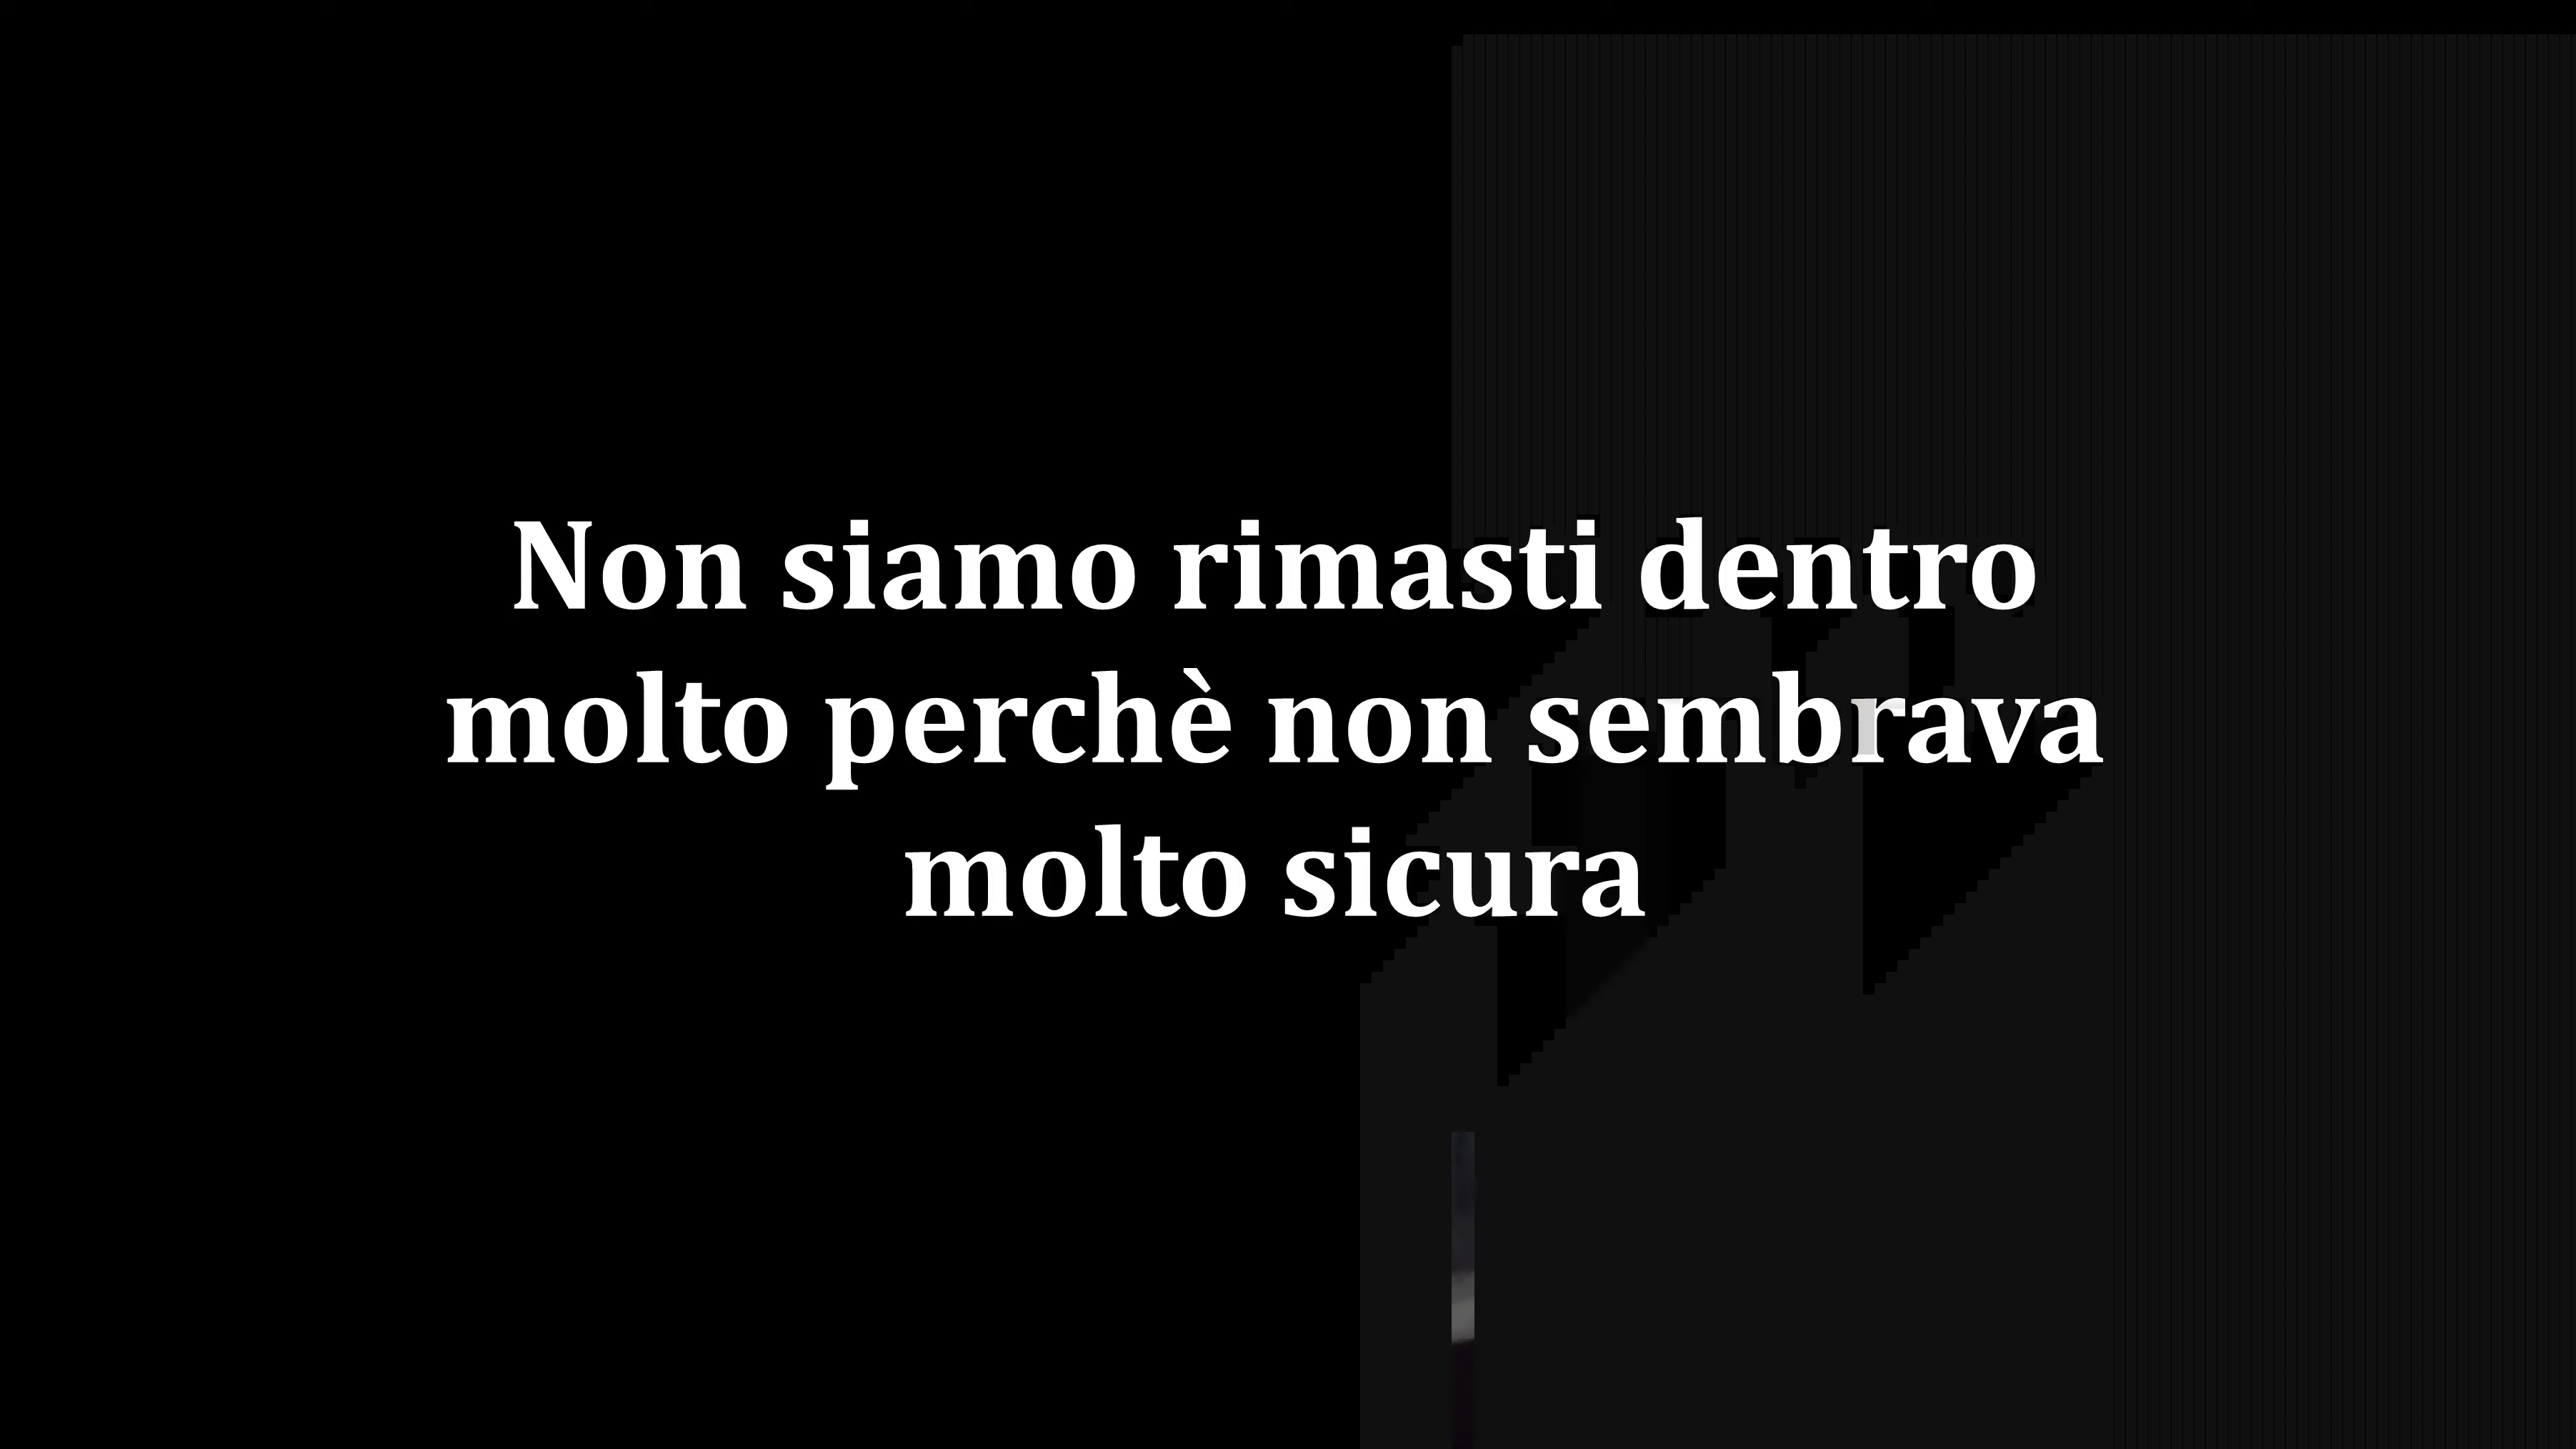 Non siamo rimasti dentro
molto perchè non sembrava
molto sicura